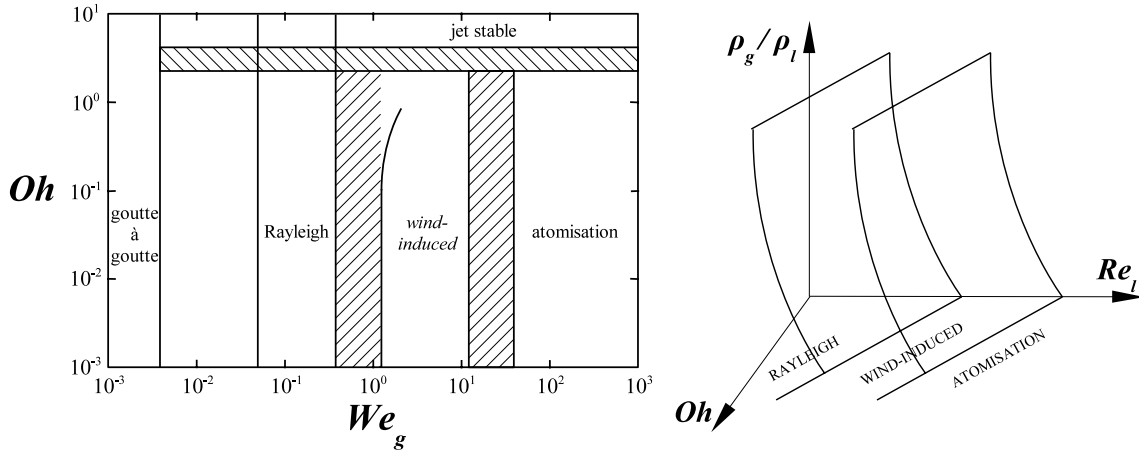 10^1
10^0
10^-1
10^-2
10^-3
Oh
jet stable
goutte
à
goutte
Rayleigh
wind-
induced
atomisation
10^-3
10^-2
10^-1
10^0
10^1
10^2
10^3
We_g
ρ_g / ρ_l
Re_l
Oh
RAYLEIGH
WIND-INDUCED
ATOMISATION